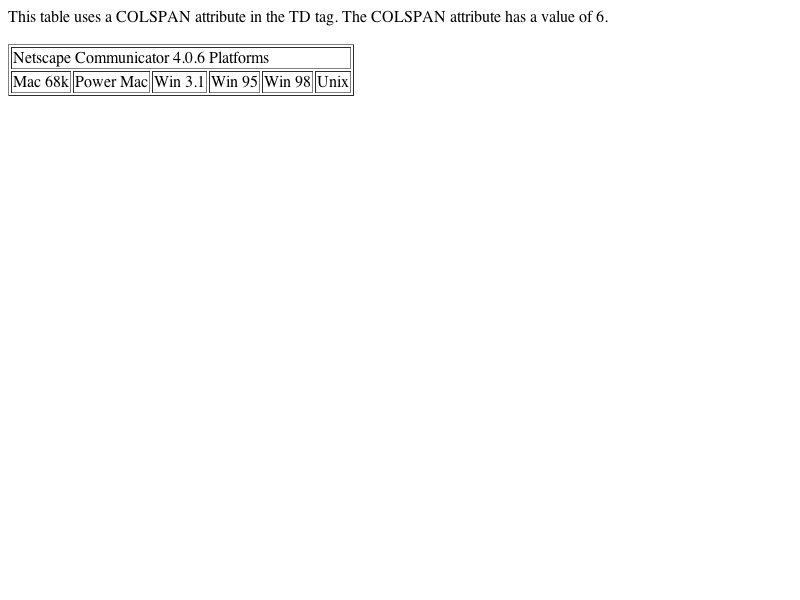 This table uses a COLSPAN attribute in the TD tag. The COLSPAN attribute has a value of 6.
Netscape Communicator 4.0.6 Platforms
Mac 68k Power Mac Win 3.1 Win 95 Win 98 Unix